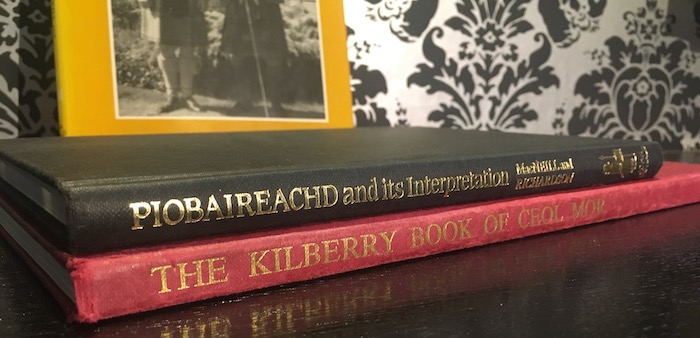 PIOBAIREACHD and its Interpretation MacNEILL and RICHARDSON
THE KILBERRY BOOK OF CEOL MOR